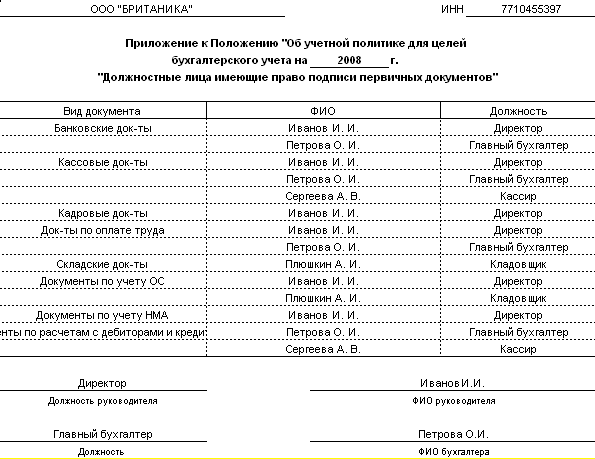 ООО "БРИТАНИКА" ИНН 7710455397
Приложение к Положению "Об учетной политике для целей
бухгалтерского учета на 2008 г.
"Должностные лица имеющие право подписи первичных документов"
Вид документа ФИО Должность
Банковские док-ты Иванов И. И. Директор
Петрова О. И. Главный бухгалтер
Кассовые док-ты Иванов И. И. Директор
Петрова О. И. Главный бухгалтер
Сергеева А. В. Кассир
Кадровые док-ты Иванов И. И. Директор
Док-ты по оплате труда Иванов И. И. Директор
Петрова О. И. Главный бухгалтер
Складские док-ты Плюшкин А. И. Кладовщик
Документы по учету ОС Иванов И. И. Директор
Плюшкин А. И. Кладовщик
Документы по учету НМА Иванов И. И. Директор
енты по расчетам с дебиторами и креди Петрова О. И. Главный бухгалтер
Сергеева А. В. Кассир
Директор Иванов И.И.
Должность руководителя ФИО руководителя
Главный бухгалтер Петрова О.И.
Должность ФИО бухгалтера